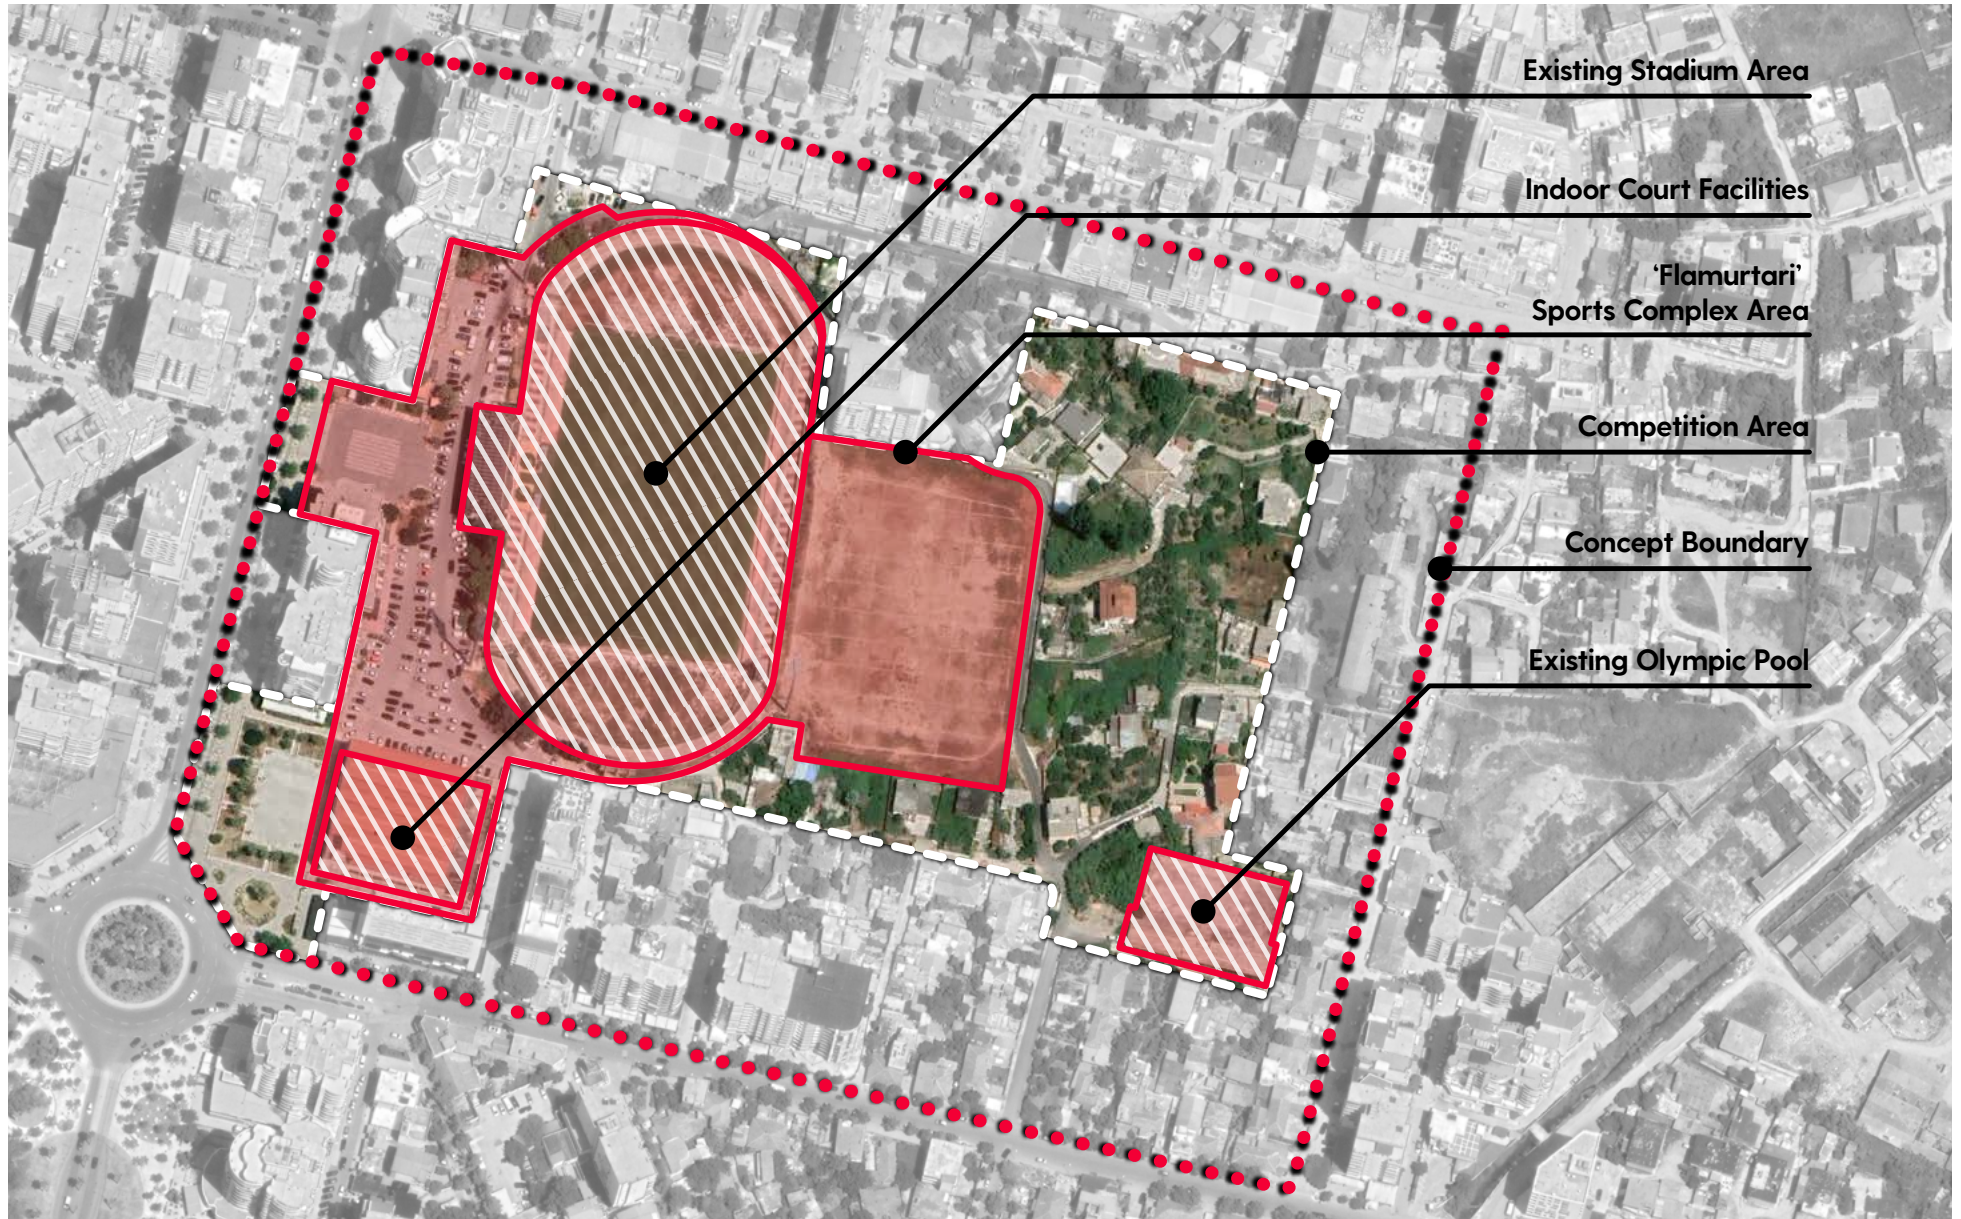 Existing Stadium Area
Indoor Court Facilities
‘Flamurtari’
Sports Complex Area
Competition Area
Concept Boundary
Existing Olympic Pool